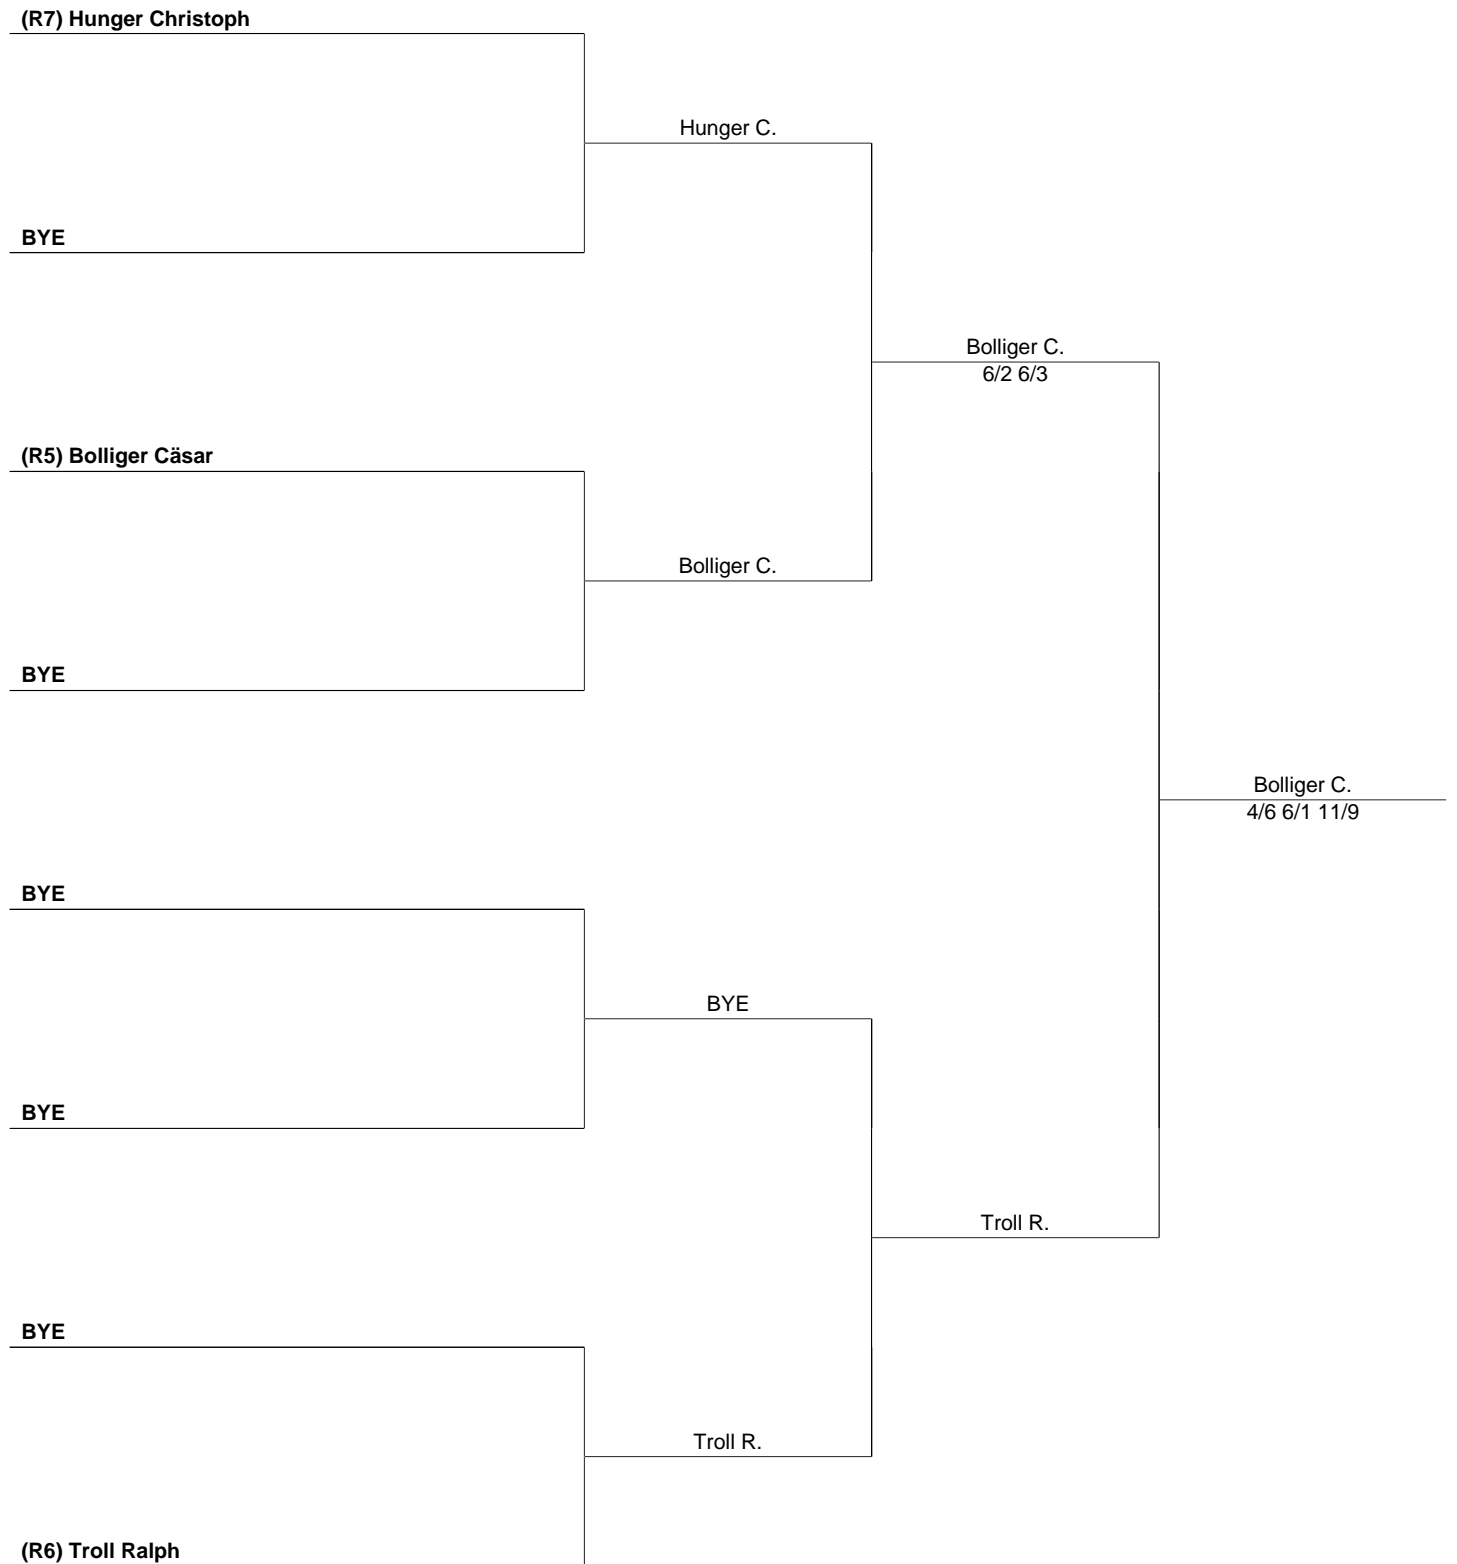 (R7) Hunger Christoph
Hunger C.
BYE
Bolliger C.
6/2 6/3
(R5) Bolliger Cäsar
Bolliger C.
BYE
Bolliger C.
4/6 6/1 11/9
BYE
BYE
BYE
Troll R.
BYE
Troll R.
(R6) Troll Ralph